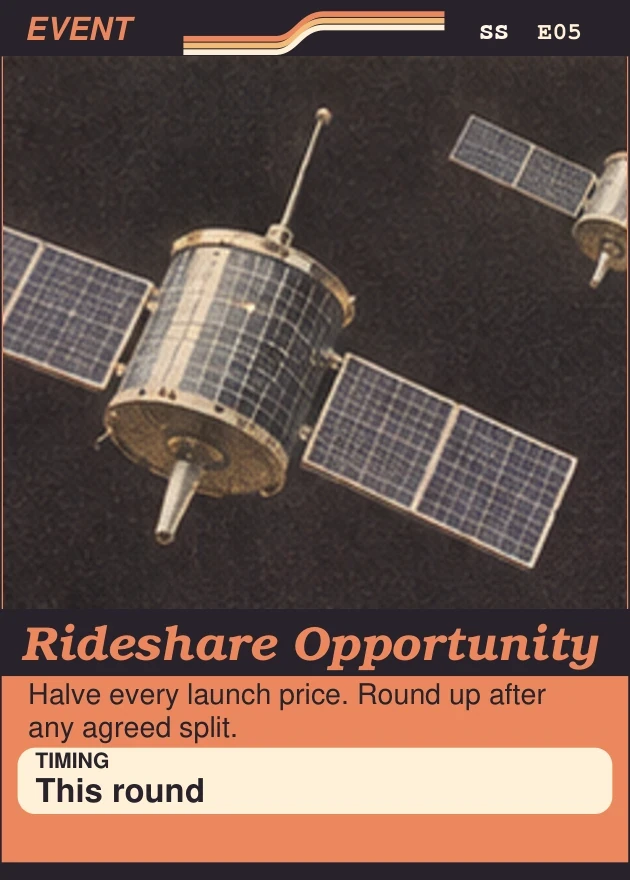 EVENT
SS E05
Rideshare Opportunity
Halve every launch price. Round up after
any agreed split.
TIMING
This round